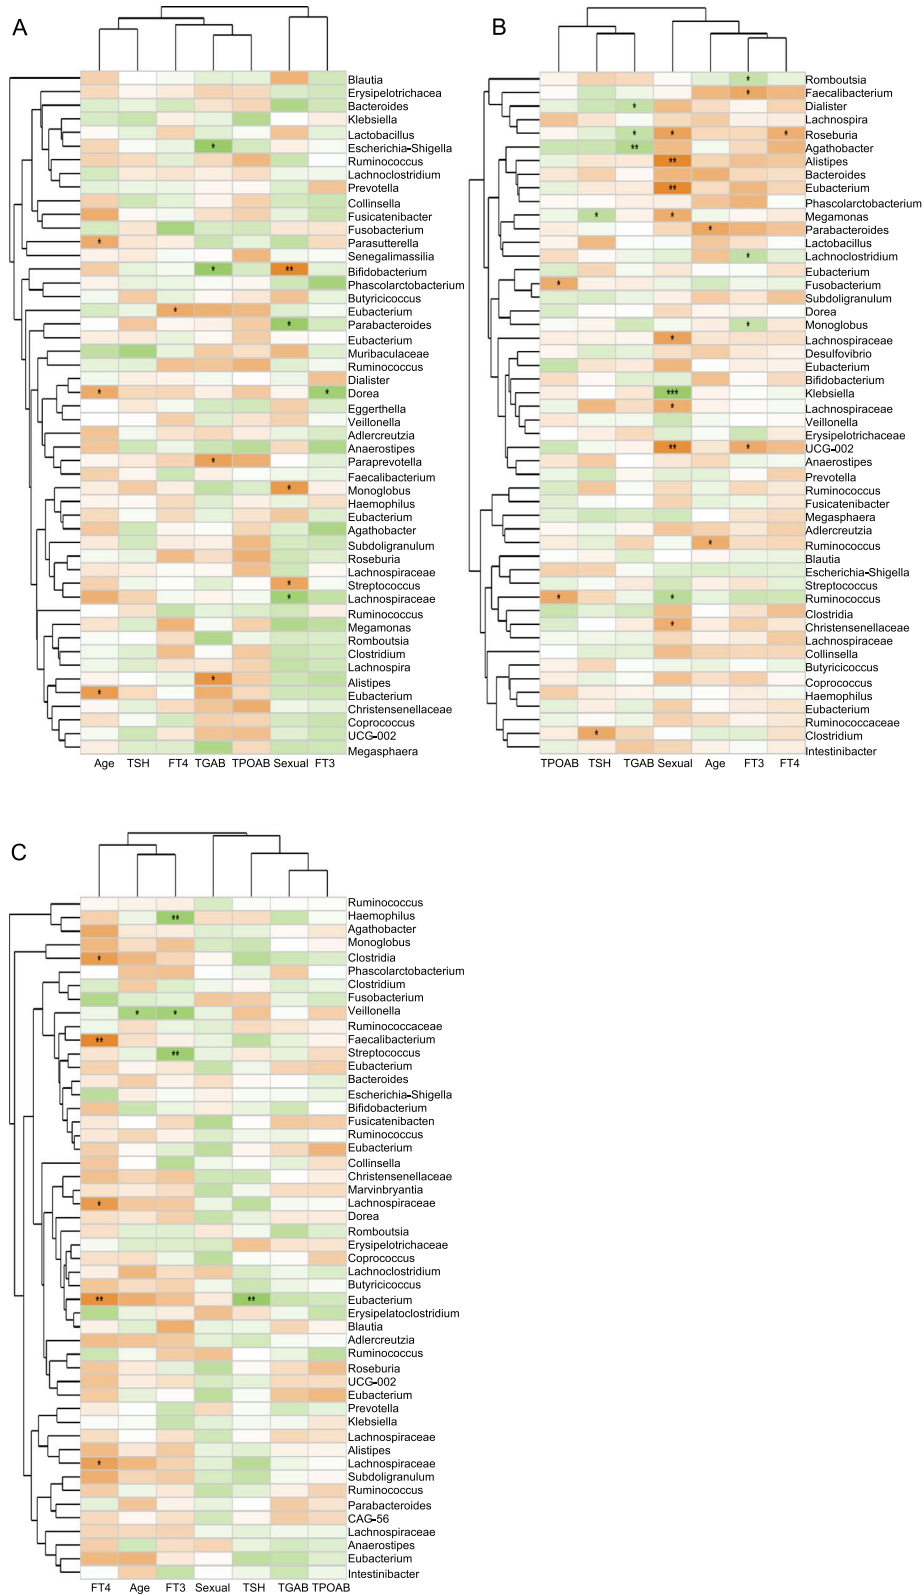 A
Blautia
Erysipelotrichacea
Bacteroides
Klebsiella
Lactobacillus
* Escherichia-Shigella
Ruminococcus
Lachnoclostridium
Prevotella
Collinsella
Fusicatenibacter
Fusobacterium
* Parasutterella
Senegalimassilia
* ** Bifidobacterium
Phascolarctobacterium
Butyricicoccus
* Eubacterium
* Parabacteroides
Eubacterium
Muribaculaceae
Ruminococcus
Dialister
* * Dorea
Eggerthella
Veillonella
Adlercreutzia
Anaerostipes
* Paraprevotella
Faecalibacterium
* Monoglobus
Haemophilus
Eubacterium
Agathobacter
Subdoligranulum
Roseburia
Lachnospiraceae
* Streptococcus
* Lachnospiraceae
Ruminococcus
Megamonas
Romboutsia
Clostridium
Lachnospira
* Alistipes
* Eubacterium
Christensenellaceae
Coprococcus
UCG-002
Megasphaera
Age TSH FT4 TGAB TPOAB Sexual FT3
B
* Romboutsia
* Faecalibacterium
* Dialister
Lachnospira
* * * Roseburia
** Agathobacter
** Alistipes
Bacteroides
** Eubacterium
Phascolarctobacterium
* * Megamonas
* Parabacteroides
Lactobacillus
* Lachnoclostridium
Eubacterium
* Fusobacterium
Subdoligranulum
Dorea
* Monoglobus
* Lachnospiraceae
Desulfovibrio
Eubacterium
Bifidobacterium
*** Klebsiella
* Lachnospiraceae
Veillonella
Erysipelotrichaceae
** * UCG-002
Anaerostipes
Prevotella
Ruminococcus
Fusicatenibacter
Megasphaera
Adlercreutzia
* Ruminococcus
Blautia
Escherichia-Shigella
Streptococcus
* * Ruminococcus
Clostridia
* Christensenellaceae
Lachnospiraceae
Collinsella
Butyricicoccus
Coprococcus
Haemophilus
Eubacterium
Ruminococcaceae
* Clostridium
Intestinibacter
TPOAB TSH TGAB Sexual Age FT3 FT4
C
Ruminococcus
** Haemophilus
Agathobacter
Monoglobus
* Clostridia
Phascolarctobacterium
Clostridium
Fusobacterium
* * Veillonella
Ruminococcaceae
** Faecalibacterium
** Streptococcus
Eubacterium
Bacteroides
Escherichia-Shigella
Bifidobacterium
Fusicatenibacten
Ruminococcus
Eubacterium
Collinsella
Christensenellaceae
Marvinbryantia
* Lachnospiraceae
Dorea
Romboutsia
Erysipelotrichaceae
Coprococcus
Lachnoclostridium
Butyricicoccus
** ** Eubacterium
Erysipelatoclostridium
Blautia
Adlercreutzia
Ruminococcus
Roseburia
UCG-002
Eubacterium
Prevotella
Klebsiella
Lachnospiraceae
Alistipes
* Lachnospiraceae
Subdoligranulum
Ruminococcus
Parabacteroides
CAG-56
Lachnospiraceae
Anaerostipes
Eubacterium
Intestinibacter
FT4 Age FT3 Sexual TSH TGAB TPOAB